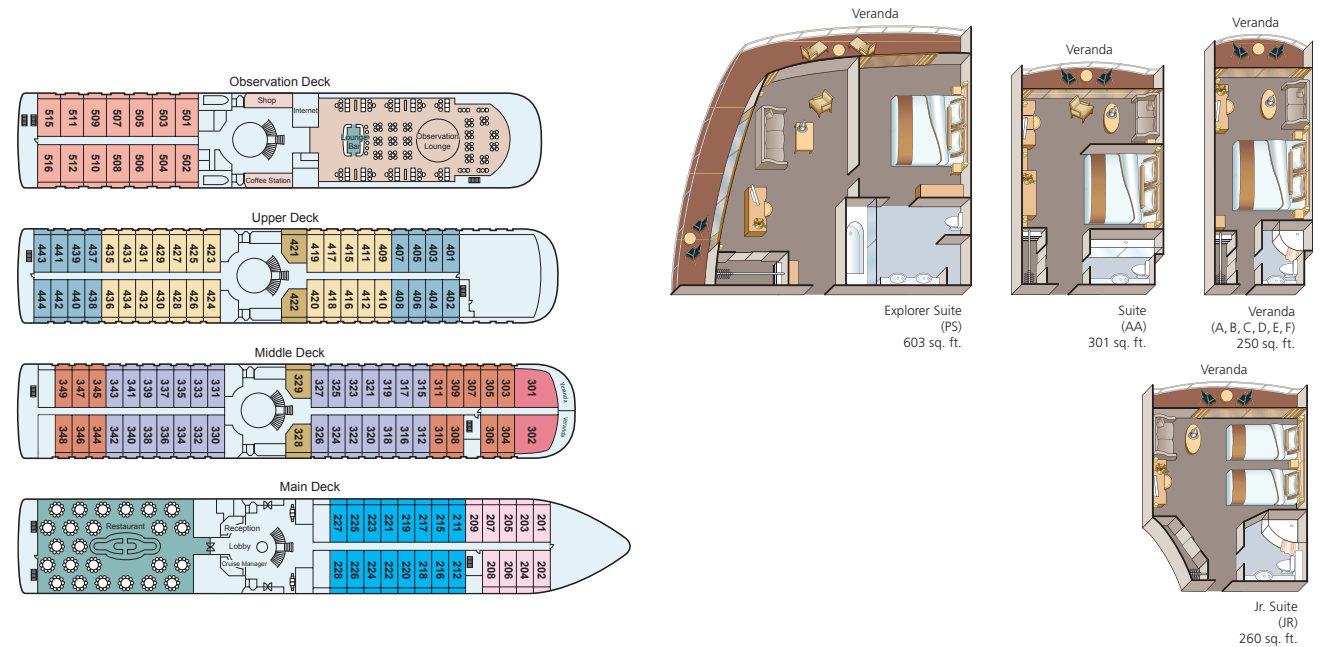 Observation Deck
515 511 509 507 505 503 501
Shop
Internet
Lounge
Bar
Observation
Lounge
516 512 510 508 506 504 502
Coffee Station
Upper Deck
443 441 439 437 435 433 431 429 427 425 423 421 419 417 415 411 409 407 405 403 401
444 442 440 438 436 434 432 430 428 426 424 422 420 418 416 412 410 408 406 404 402
Middle Deck
349 347 345 343 341 339 337 335 333 331 329 327 325 323 321 319 317 315 311 309 307 305 303 301
Veranda
348 346 344 342 340 338 336 334 332 330 328 326 324 322 320 318 316 312 310 308 306 304 302
Veranda
Main Deck
Restaurant
Reception
Lobby
Cruise Manager
227 225 223 221 219 217 215 211 209 207 205 203 201
228 226 224 222 220 218 216 212 208 206 204 202
Veranda
Explorer Suite
(PS)
603 sq. ft.
Veranda
Suite
(AA)
301 sq. ft.
Veranda
Veranda
(A, B, C, D, E, F)
250 sq. ft.
Veranda
Jr. Suite
(JR)
260 sq. ft.